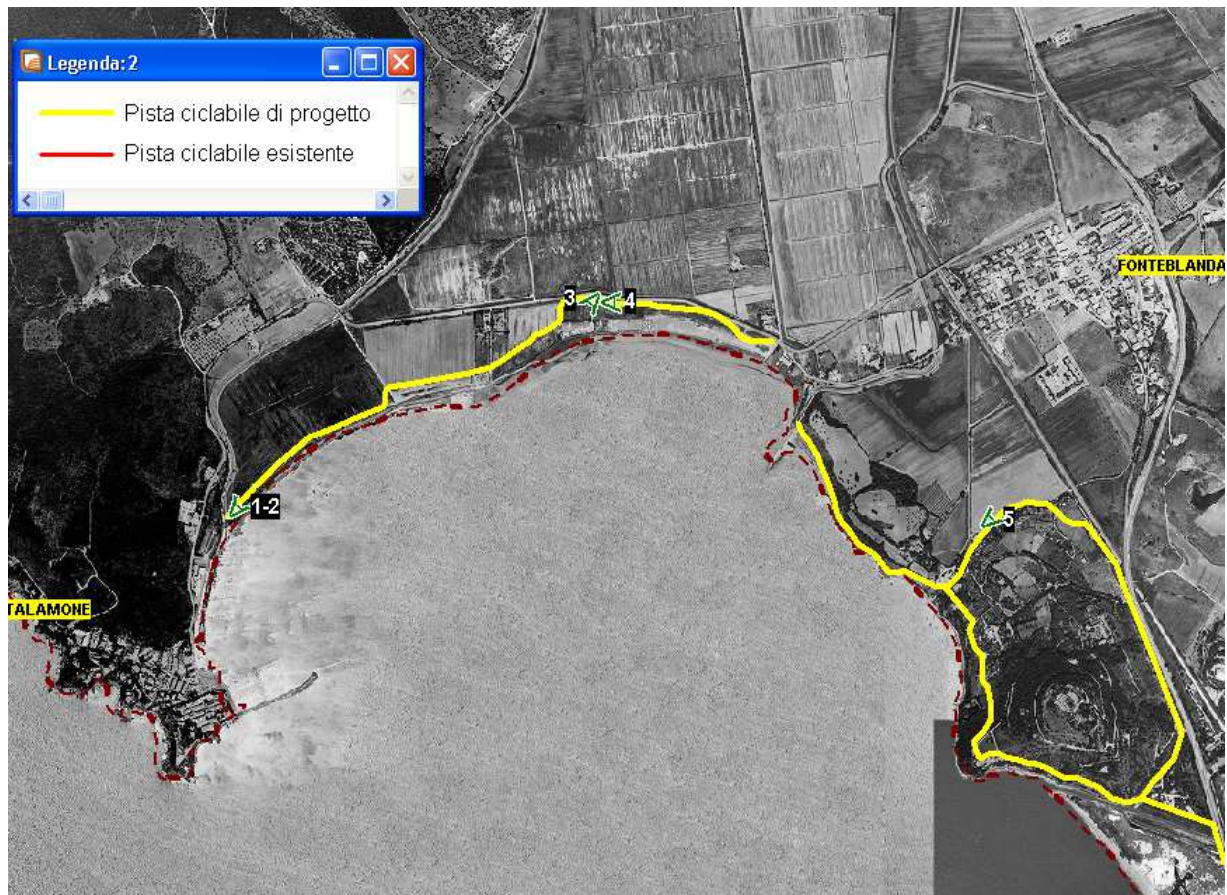 Legenda: 2
Pista ciclabile di progetto
Pista ciclabile esistente
FONTEBLANDA
3
4
1-2
5
TALAMONE